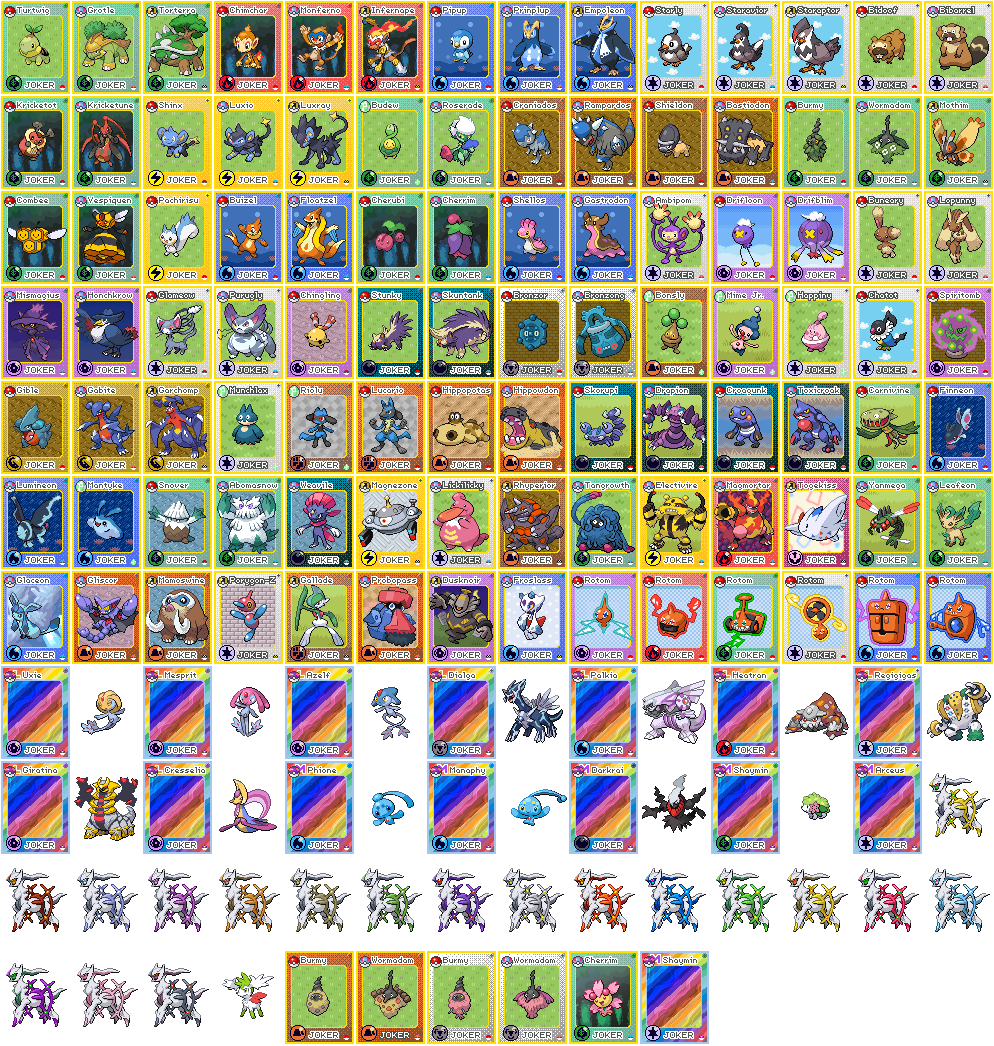 Turtwig Grotle Torterra Chimchar Monferno Infernape Pipup Prinplup Empoleon Starly Staravior Staraptor Bidoof Bibarrel
JOKER JOKER JOKER JOKER JOKER JOKER JOKER JOKER JOKER JOKER JOKER JOKER JOKER JOKER
Kricketot Kricketune Shinx Luxio Luxray Budew Roserade Craniados Rampardos Shieldon Bastiodon Burmy Wormadam Mothim
JOKER JOKER JOKER JOKER JOKER JOKER JOKER JOKER JOKER JOKER JOKER JOKER JOKER JOKER
Combee Vespiquen Pachirisu Buizel Floatzel Cherubi Cherrim Shellos Gastrodon Ambipom Drifloon Drifblim Buneary Lopunny
JOKER JOKER JOKER JOKER JOKER JOKER JOKER JOKER JOKER JOKER JOKER JOKER JOKER JOKER
Mismagius Honchkrow Glameow Purugly Chingling Stunky Skuntank Bronzor Bronzong Bonsly Mime Jr. Happiny Chatot Spiritomb
JOKER JOKER JOKER JOKER JOKER JOKER JOKER JOKER JOKER JOKER JOKER JOKER JOKER JOKER
Gible Gabite Garchomp Munchlax Riolu Lucario Hippopotas Hippowdon Skorupi Drapion Croagunk Toxicroak Carnivine Finneon
JOKER JOKER JOKER JOKER JOKER JOKER JOKER JOKER JOKER JOKER JOKER JOKER JOKER JOKER
Lumineon Mantyke Snover Abomasnow Weavile Magnezone Lickilicky Rhyperior Tangrowth Electivire Magmortar Togekiss Yanmega Leafeon
JOKER JOKER JOKER JOKER JOKER JOKER JOKER JOKER JOKER JOKER JOKER JOKER JOKER JOKER
Glaceon Gliscor Mamoswine Porygon-Z Gallade Probopass Dusknoir Froslass Rotom Rotom Rotom Rotom Rotom Rotom
JOKER JOKER JOKER JOKER JOKER JOKER JOKER JOKER JOKER JOKER JOKER JOKER JOKER JOKER
Uxie Mesprit Azelf Dialga Palkia Heatran Regigigas
JOKER JOKER JOKER JOKER JOKER JOKER JOKER
Giratina Cresselia Phione Manaphy Darkrai Shaymin Arceus
JOKER JOKER JOKER JOKER JOKER JOKER JOKER
Burmy Wormadam Burmy Wormadam Cherrim Shaymin
JOKER JOKER JOKER JOKER JOKER JOKER